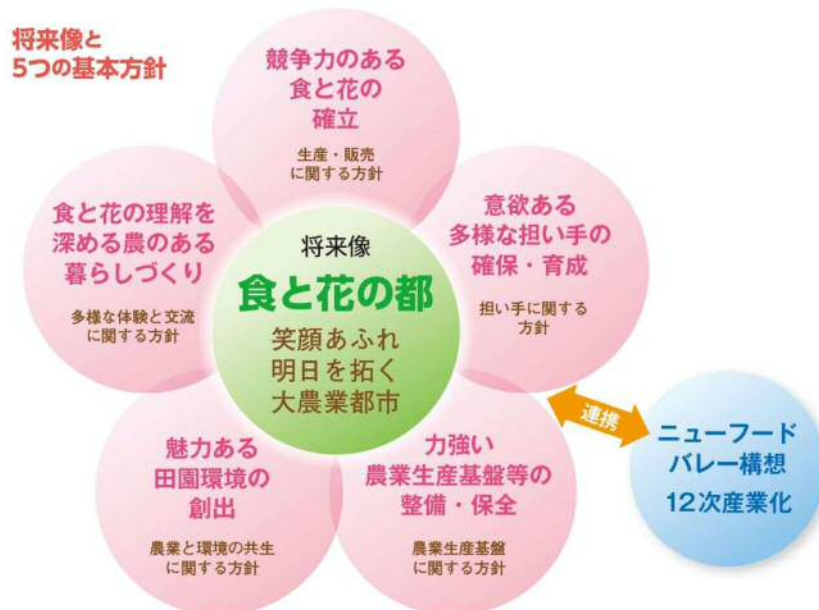 将来像と
5つの基本方針
競争力のある
食と花の
確立
生産・販売
に関する方針
食と花の理解を
深める農のある
暮らしづくり
多様な体験と交流
に関する方針
意欲ある
多様な担い手の
確保・育成
担い手に関する
方針
将来像
食と花の都
笑顔あふれ
明日を拓く
大農業都市
魅力ある
田園環境の
創出
農業と環境の共生
に関する方針
力強い
農業生産基盤等の
整備・保全
農業生産基盤
に関する方針
連携
ニューフード
バレー構想
12次産業化